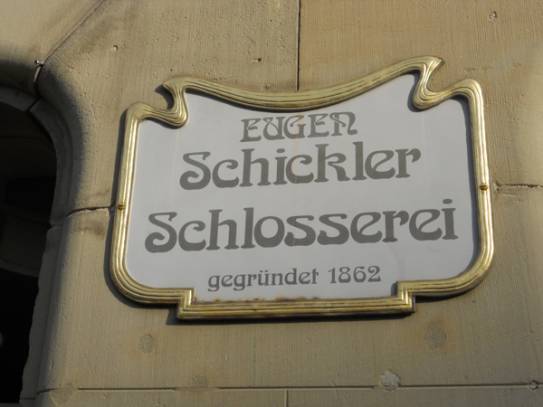 EUGEN
Schickler
Schlosserei
gegründet 1862